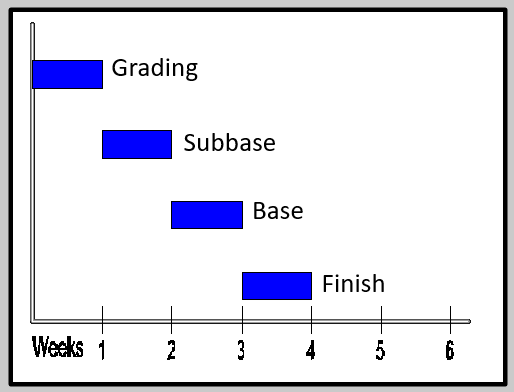 Grading
Subbase
Base
Finish
Weeks 1 2 3 4 5 6